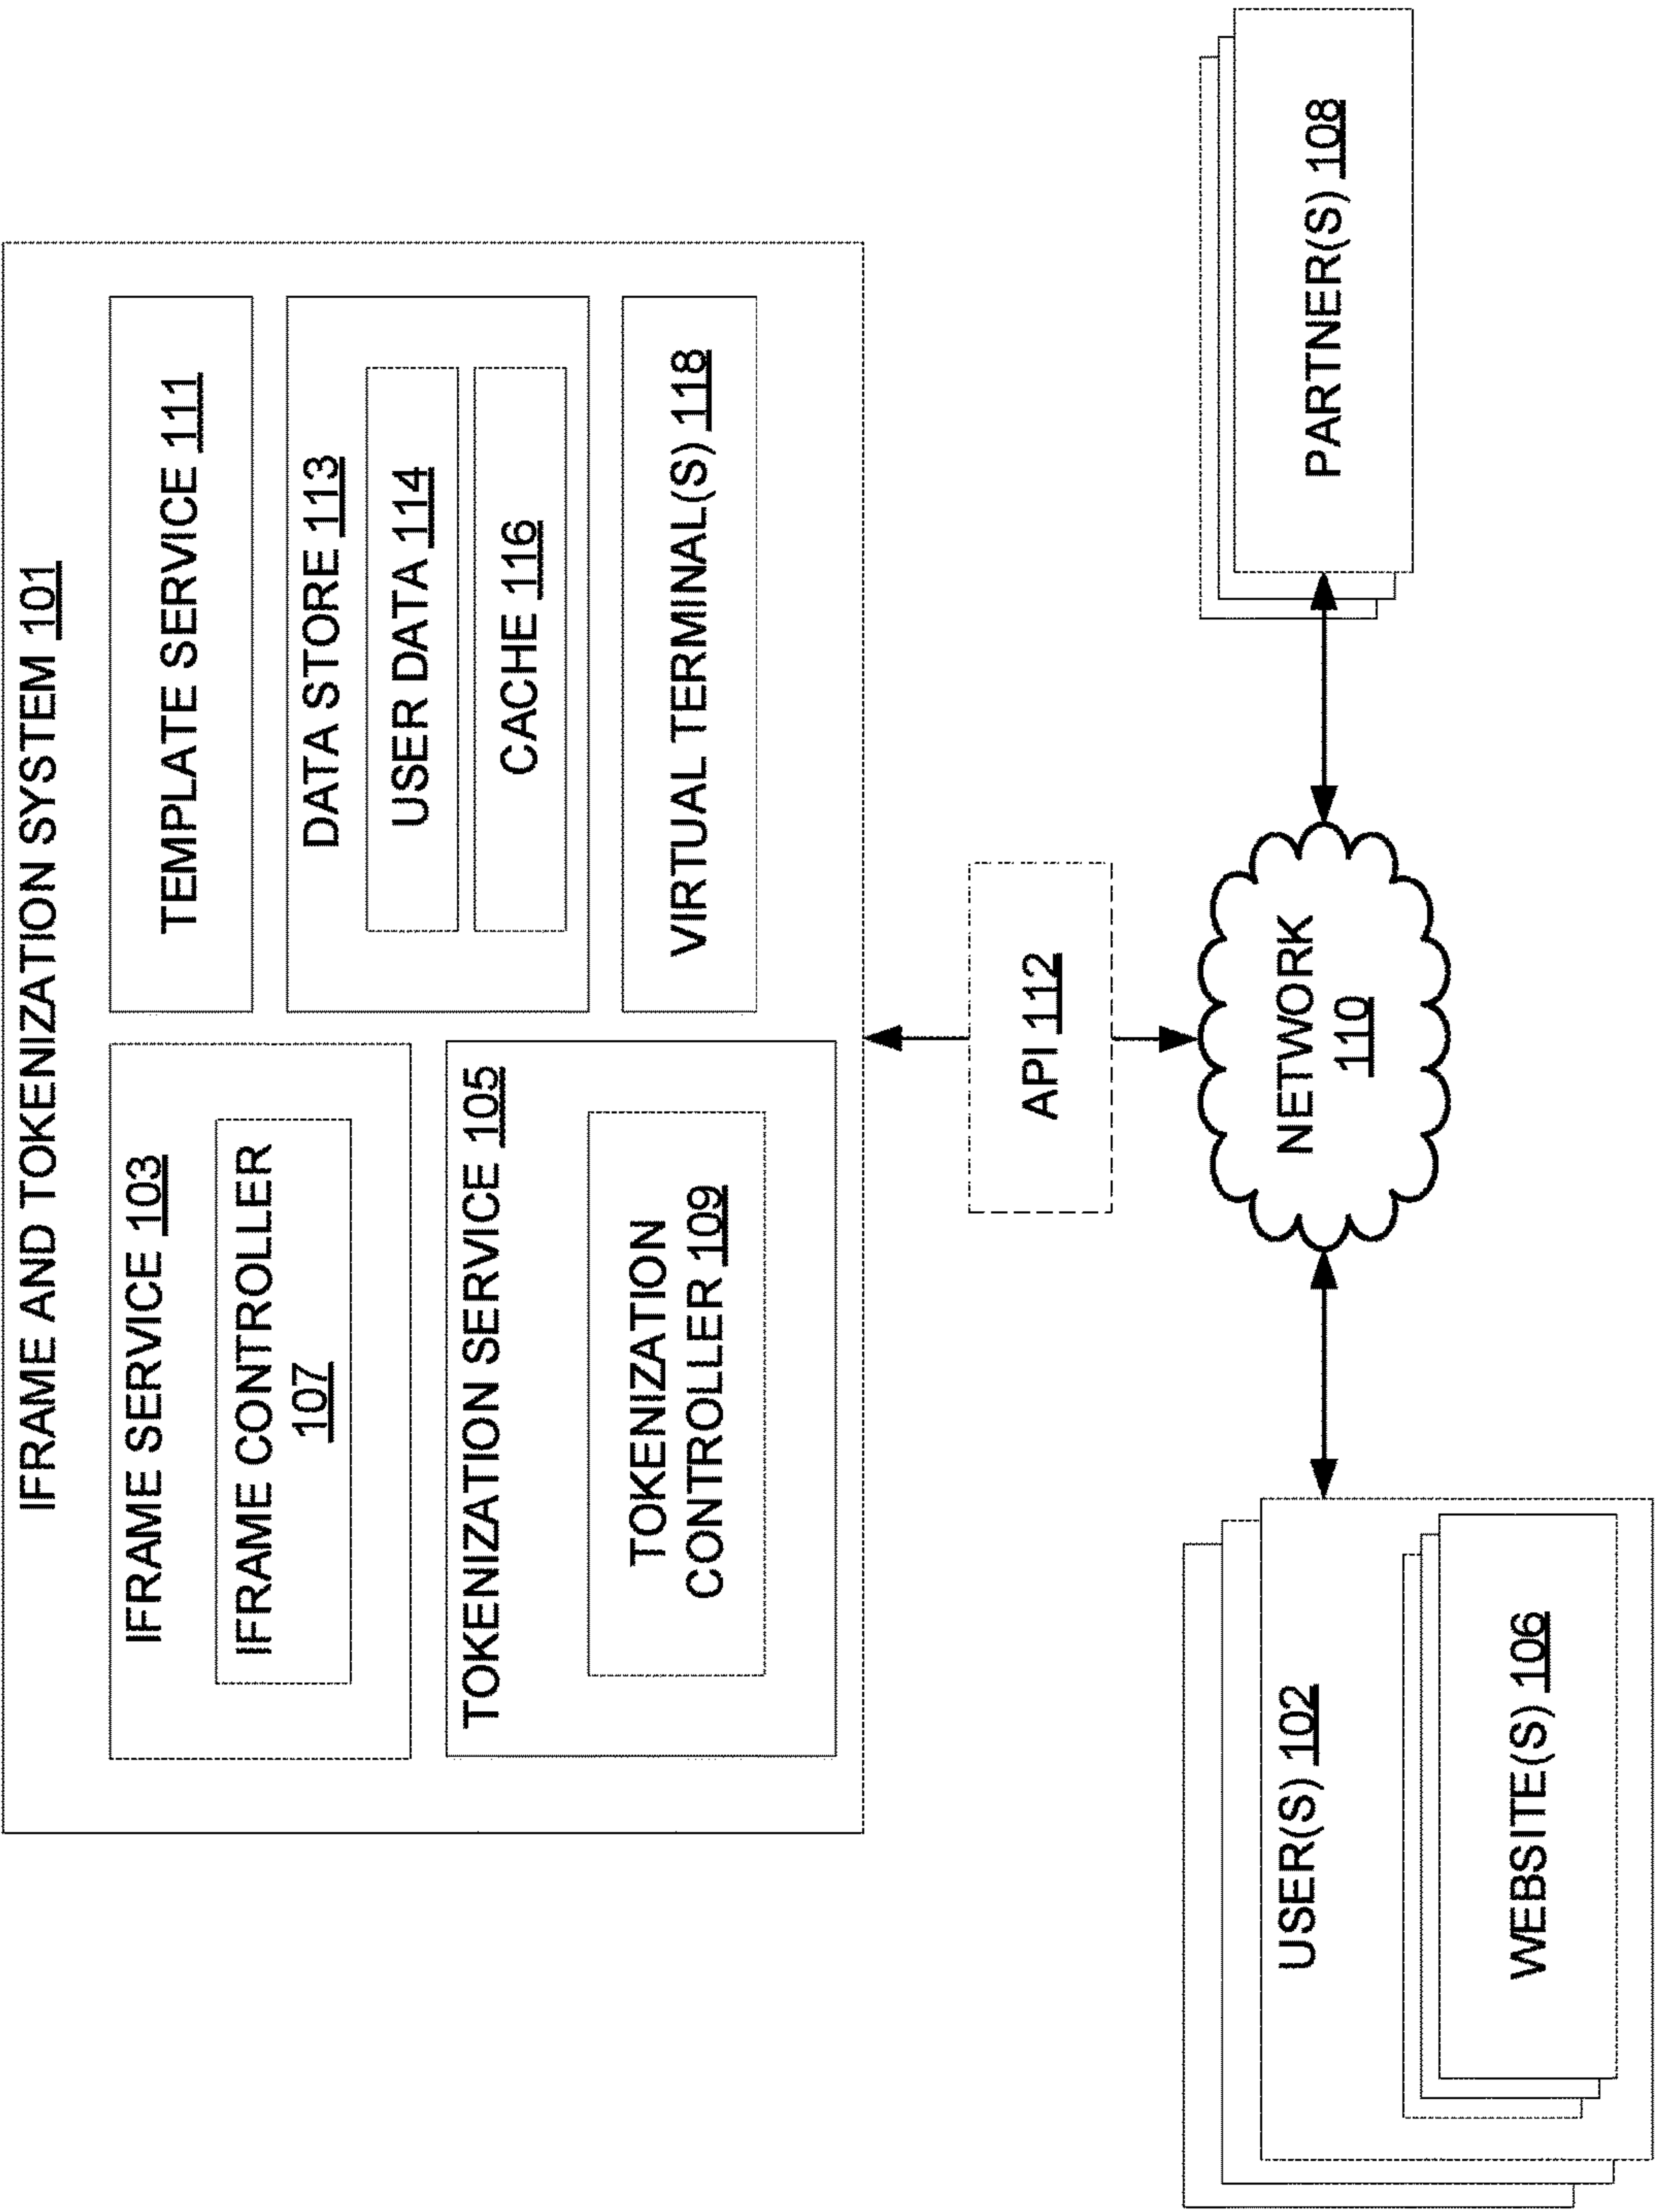 IFRAME AND TOKENIZATION SYSTEM 101
IFRAME SERVICE 103
IFRAME CONTROLLER
107
TOKENIZATION SERVICE 105
TOKENIZATION
CONTROLLER 109
TEMPLATE SERVICE 111
DATA STORE 113
USER DATA 114
CACHE 116
VIRTUAL TERMINAL(S) 118
API 112
NETWORK
110
USER(S) 102
WEBSITE(S) 106
PARTNER(S) 108